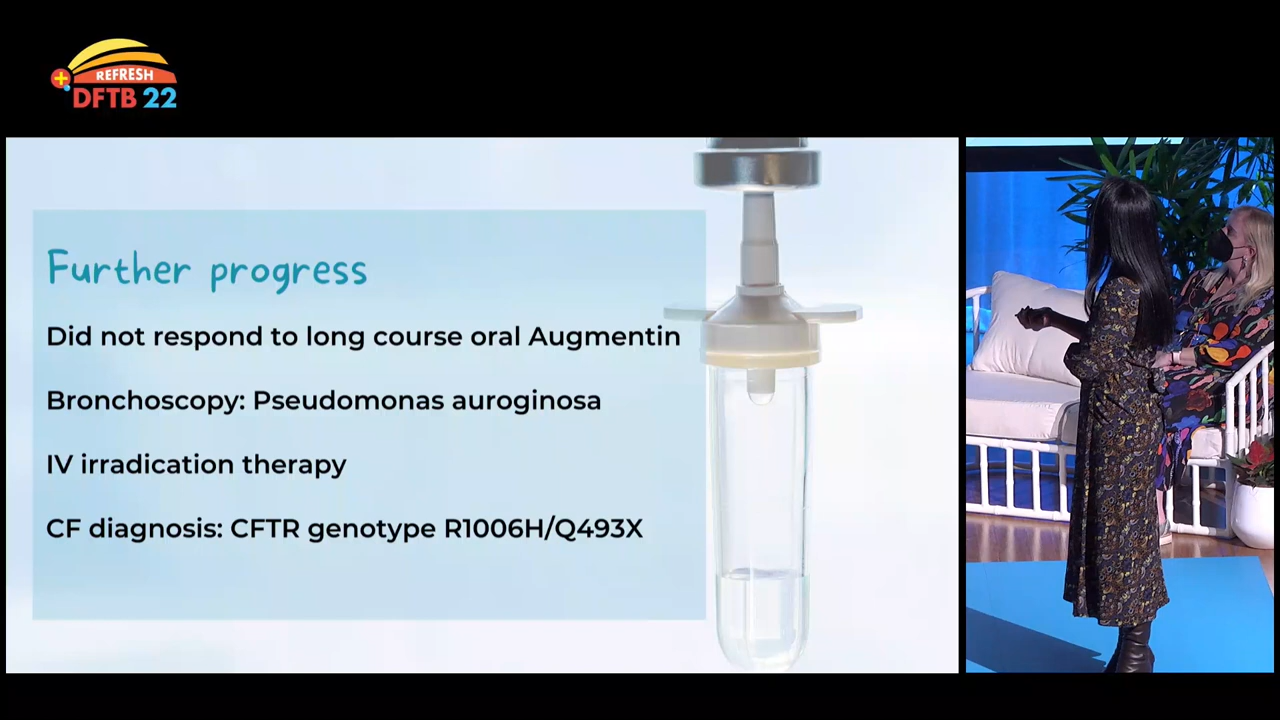 REFRESH
DFTB 22
Further progress
Did not respond to long course oral Augmentin
Bronchoscopy: Pseudomonas auroginosa
IV irradication therapy
CF diagnosis: CFTR genotype R1006H/Q493X